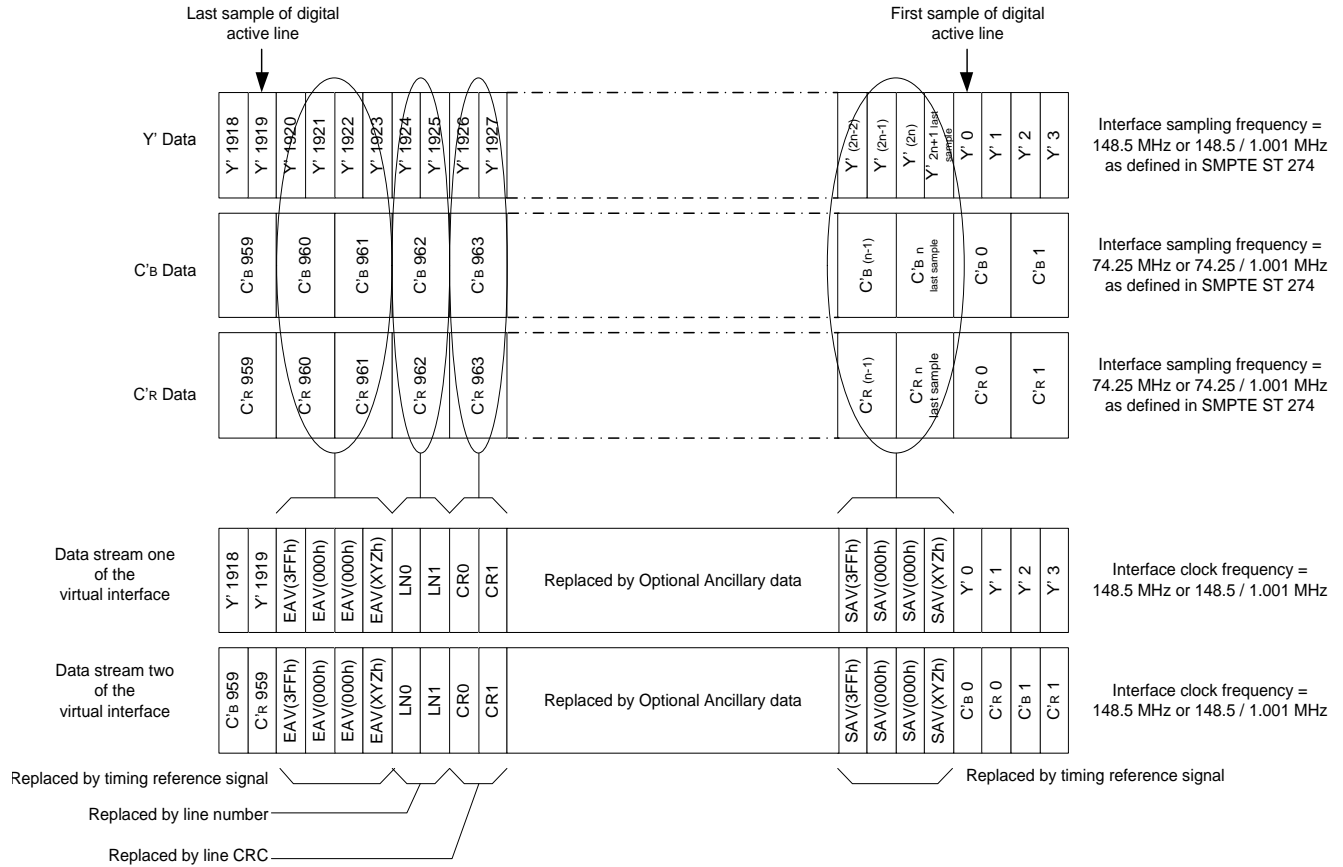 Last sample of digital
active line
First sample of digital
active line
Y' Data
Y' 1918
Y' 1919
Y' 1920
Y' 1921
Y' 1922
Y' 1923
Y' 1924
Y' 1925
Y' 1926
Y' 1927
Y' (2n-2)
Y' (2n-1)
Y' (2n)
Y' 2n+1 last
sample
Y' 0
Y' 1
Y' 2
Y' 3
Interface sampling frequency =
148.5 MHz or 148.5 / 1.001 MHz
as defined in SMPTE ST 274
C'B Data
C'B 959
C'B 960
C'B 961
C'B 962
C'B 963
C'B (n-1)
C'B n
last sample
C'B 0
C'B 1
Interface sampling frequency =
74.25 MHz or 74.25 / 1.001 MHz
as defined in SMPTE ST 274
C'R Data
C'R 959
C'R 960
C'R 961
C'R 962
C'R 963
C'R (n-1)
C'R n
last sample
C'R 0
C'R 1
Interface sampling frequency =
74.25 MHz or 74.25 / 1.001 MHz
as defined in SMPTE ST 274
Data stream one
of the
virtual interface
Y' 1918
Y' 1919
EAV(3FFh)
EAV(000h)
EAV(000h)
EAV(XYZh)
LN0
LN1
CR0
CR1
Replaced by Optional Ancillary data
SAV(3FFh)
SAV(000h)
SAV(000h)
SAV(XYZh)
Y' 0
Y' 1
Y' 2
Y' 3
Interface clock frequency =
148.5 MHz or 148.5 / 1.001 MHz
Data stream two
of the
virtual interface
C'B 959
C'R 959
EAV(3FFh)
EAV(000h)
EAV(000h)
EAV(XYZh)
LN0
LN1
CR0
CR1
Replaced by Optional Ancillary data
SAV(3FFh)
SAV(000h)
SAV(000h)
SAV(XYZh)
C'B 0
C'R 0
C'B 1
C'R 1
Interface clock frequency =
148.5 MHz or 148.5 / 1.001 MHz
Replaced by timing reference signal
Replaced by timing reference signal
Replaced by line number
Replaced by line CRC